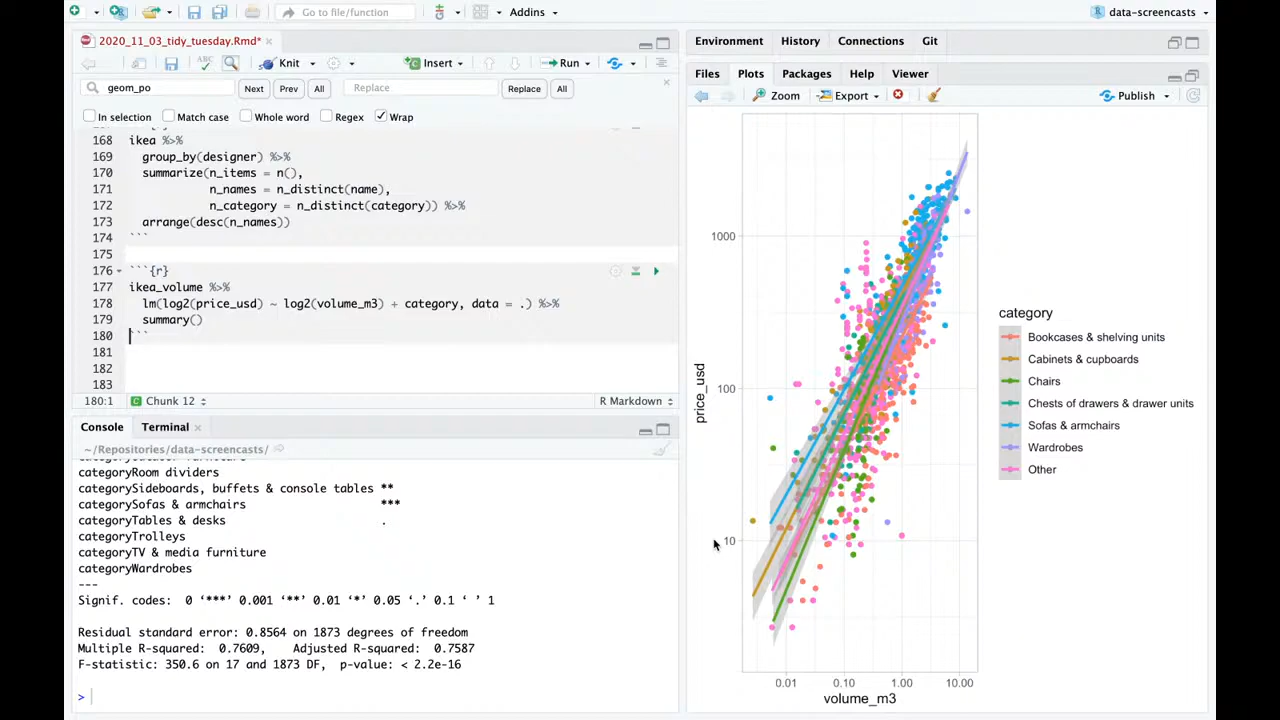 Go to file/function
Addins
data-screencasts
2020_11_03_tidy_tuesday.Rmd*
ABC
Knit
Insert
Run
geom_po
Next
Prev
All
Replace
Replace
All
In selection
Match case
Whole word
Regex
Wrap
168 ikea %>%
169 group_by(designer) %>%
170 summarize(n_items = n(),
171 n_names = n_distinct(name),
172 n_category = n_distinct(category)) %>%
173 arrange(desc(n_names))
174 ```
175
176 ```{r}
177 ikea_volume %>%
178 lm(log2(price_usd) ~ log2(volume_m3) + category, data = .) %>%
179 summary()
180 ```
181
182
183
180:1
Chunk 12
R Markdown
Console
Terminal
~/Repositories/data-screencasts/
categoryRoom dividers
categorySideboards, buffets & console tables **
categorySofas & armchairs ***
categoryTables & desks .
categoryTrolleys
categoryTV & media furniture
categoryWardrobes
---
Signif. codes: 0 ‘***’ 0.001 ‘**’ 0.01 ‘*’ 0.05 ‘.’ 0.1 ‘ ’ 1
Residual standard error: 0.8564 on 1873 degrees of freedom
Multiple R-squared: 0.7609, Adjusted R-squared: 0.7587
F-statistic: 350.6 on 17 and 1873 DF, p-value: < 2.2e-16
>
Environment
History
Connections
Git
Files
Plots
Packages
Help
Viewer
Zoom
Export
Publish
1000
100
10
price_usd
0.01
0.10
1.00
10.00
volume_m3
category
Bookcases & shelving units
Cabinets & cupboards
Chairs
Chests of drawers & drawer units
Sofas & armchairs
Wardrobes
Other